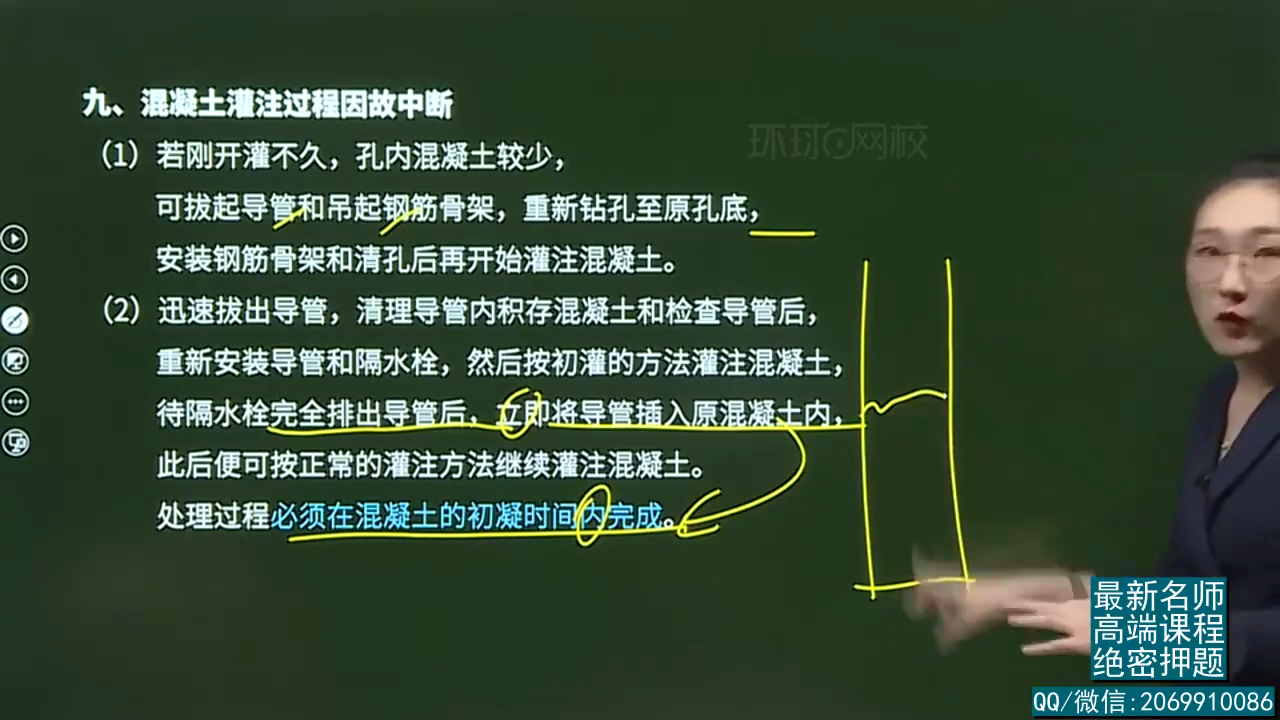 九、混凝土灌注过程因故中断
环球网校
（1）若刚开灌不久，孔内混凝土较少，
可拔起导管和吊起钢筋骨架，重新钻孔至原孔底，
安装钢筋骨架和清孔后再开始灌注混凝土。
（2）迅速拔出导管，清理导管内积存混凝土和检查导管后，
重新安装导管和隔水栓，然后按初灌的方法灌注混凝土，
待隔水栓完全排出导管后，立即将导管插入原混凝土内，
此后便可按正常的灌注方法继续灌注混凝土。
处理过程必须在混凝土的初凝时间内完成。
最新名师
高端课程
绝密押题
QQ/微信:2069910086